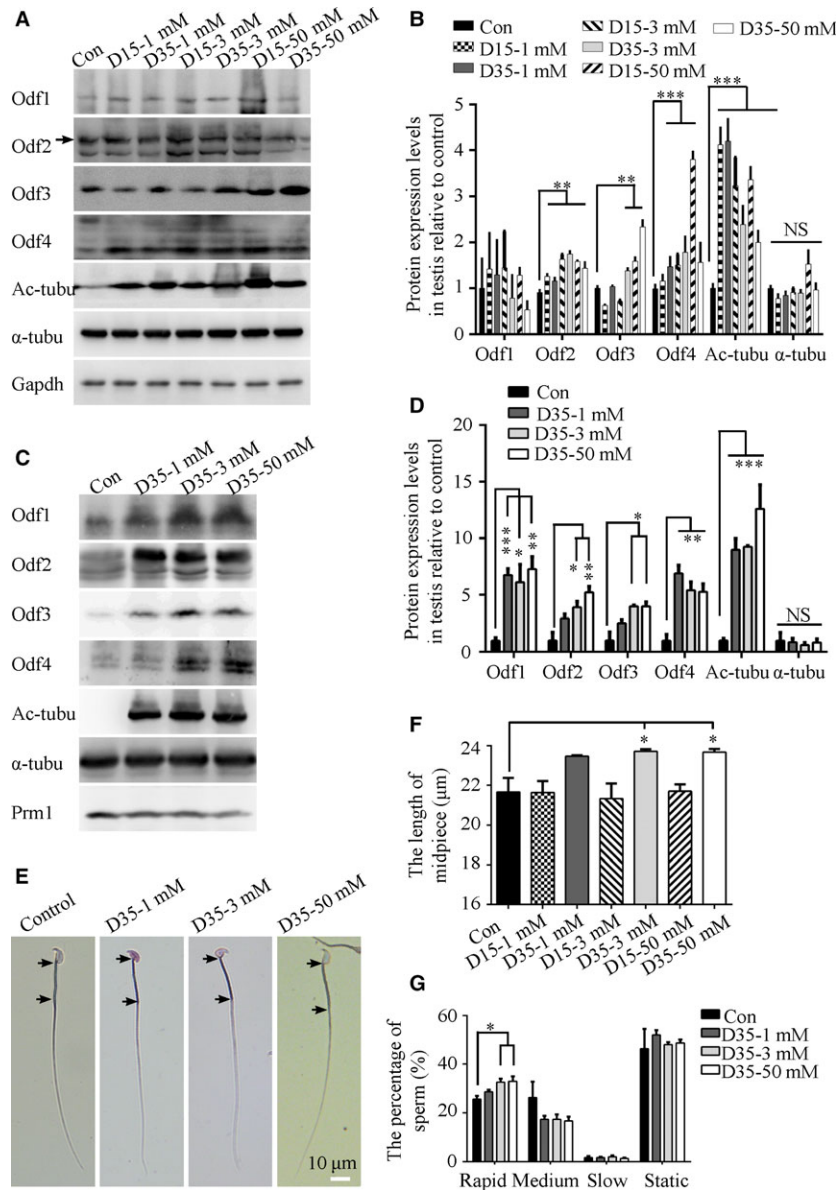 A
Con
D15-1 mM
D35-1 mM
D15-3 mM
D35-3 mM
D15-50 mM
D35-50 mM
Odf1
Odf2
Odf3
Odf4
Ac-tubu
α-tubu
Gapdh
B
Con
D15-1 mM
D35-1 mM
D15-3 mM
D35-3 mM
D15-50 mM
D35-50 mM
Protein expression levels
in testis relative to control
5
4
3
2
1
0
**
**
***
***
NS
Odf1 Odf2 Odf3 Odf4 Ac-tubu α-tubu
C
Con
D35-1 mM
D35-3 mM
D35-50 mM
Odf1
Odf2
Odf3
Odf4
Ac-tubu
α-tubu
Prm1
D
Con
D35-1 mM
D35-3 mM
D35-50 mM
Protein expression levels
in testis relative to control
20
15
10
5
0
***
*
**
*
**
*
**
***
NS
Odf1 Odf2 Odf3 Odf4 Ac-tubu α-tubu
E
Control
D35-1 mM
D35-3 mM
D35-50 mM
10 μm
F
The length of
midpiece (μm)
24
22
20
18
16
*
*
Con
D15-1 mM
D35-1 mM
D15-3 mM
D35-3 mM
D15-50 mM
D35-50 mM
G
Con
D35-1 mM
D35-3 mM
D35-50 mM
The percentage of
sperm (%)
60
40
20
0
*
Rapid Medium Slow Static